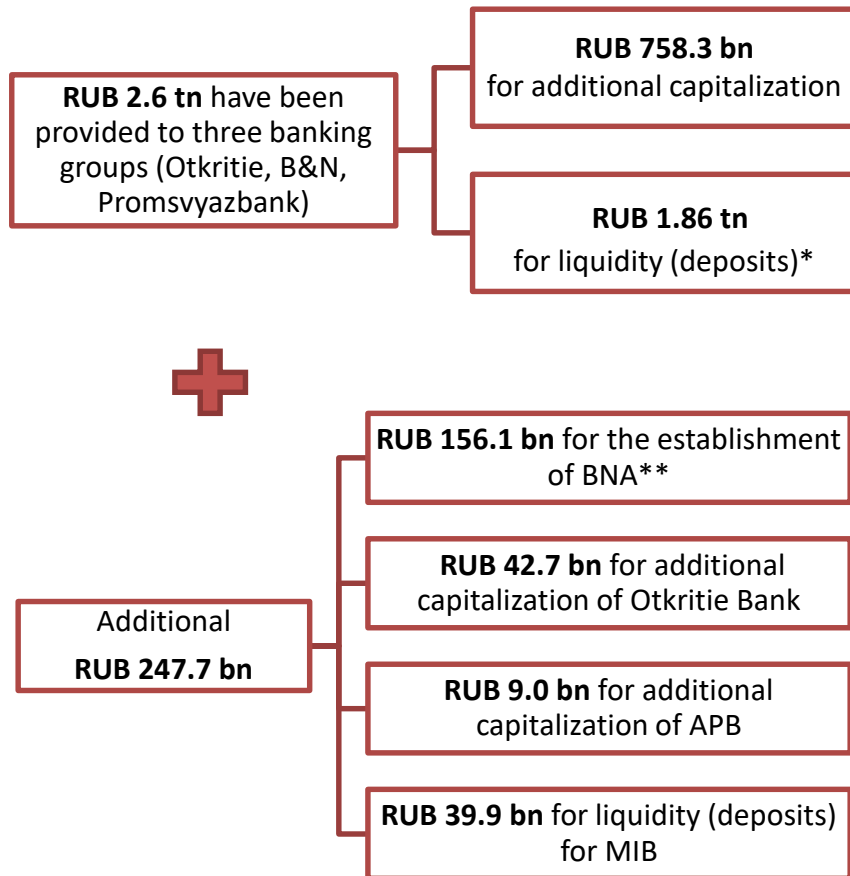 RUB 2.6 tn have been
provided to three banking
groups (Otkritie, B&N,
Promsvyazbank)
RUB 758.3 bn
for additional capitalization
RUB 1.86 tn
for liquidity (deposits)*
Additional
RUB 247.7 bn
RUB 156.1 bn for the establishment
of BNA**
RUB 42.7 bn for additional
capitalization of Otkritie Bank
RUB 9.0 bn for additional
capitalization of APB
RUB 39.9 bn for liquidity (deposits)
for MIB